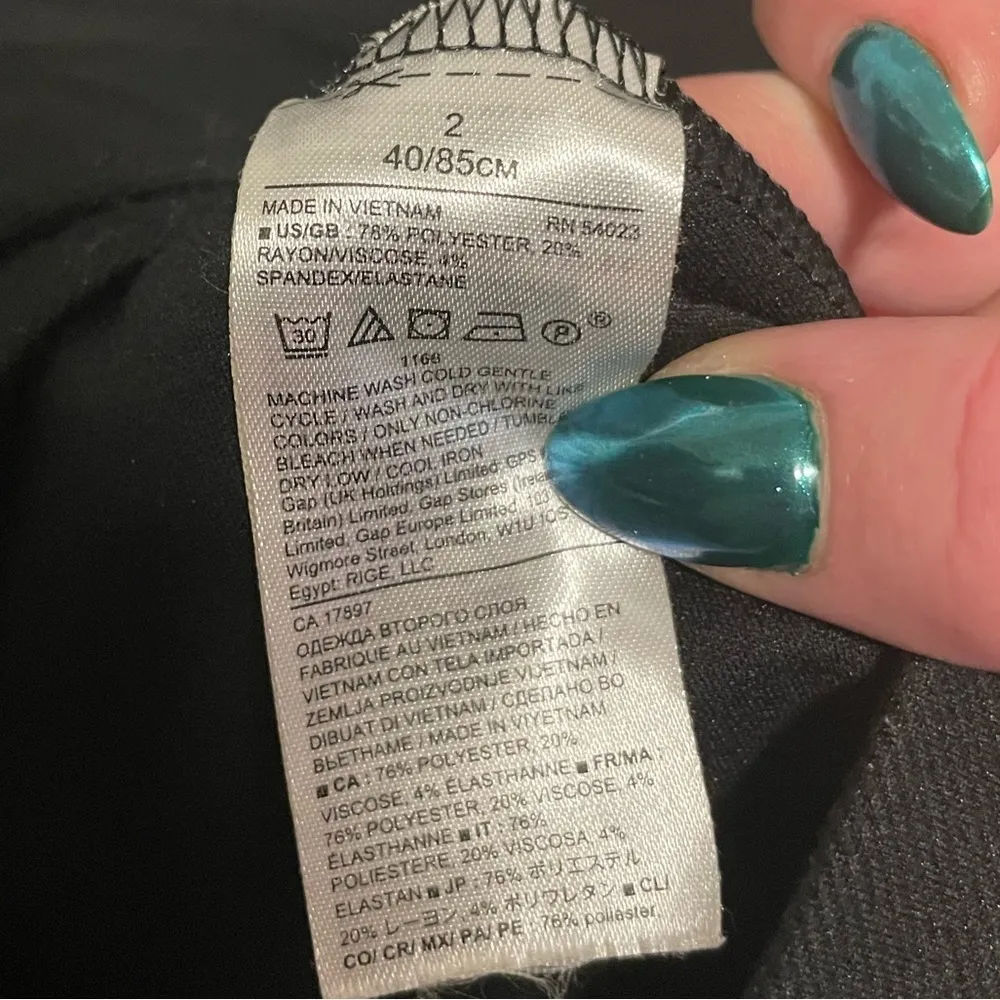 2
40/85CM
MADE IN VIETNAM RN 54023
■ US/GB : 76% POLYESTER, 20%
RAYON/VISCOSE, 4%
SPANDEX/ELASTANE
30 P ®
1166
MACHINE WASH COLD GENTLE
CYCLE / WASH AND DRY WITH LIKE
COLORS / ONLY NON-CHLORINE
BLEACH WHEN NEEDED / TUMBLE
DRY LOW / COOL IRON
Gap (UK Holdings) Limited, GPS
Britain) Limited, Gap Stores
Limited, Gap Europe Limited,
Wigmore Street, London, W1U
Egypt: RIGE, LLC
CA 17897
ОДЕЖДА ВТОРОГО СЛОЯ
FABRIQUE AU VIETNAM / HECHO EN
VIETNAM CON TELA IMPORTADA /
ZEMLJA PROIZVODNJE VIJETNAM /
DIBUAT DI VIETNAM / СДЕЛАНО ВО
ВЬЕТНАМЕ / MADE IN VIYETNAM
■ CA : 76% POLYESTER, 20%
VISCOSE, 4% ÉLASTHANNE ■ FR/MA :
76% POLYESTER, 20% VISCOSE, 4%
ÉLASTHANNE ■ IT : 76%
POLIESTERE, 20% VISCOSA, 4%
ELASTAN ■ JP : 76% ポリエステル
20% レーヨン, 4% ポリウレタン ■ CL/
CO/ CR/ MX/ PA/ PE : 76% poliéster,